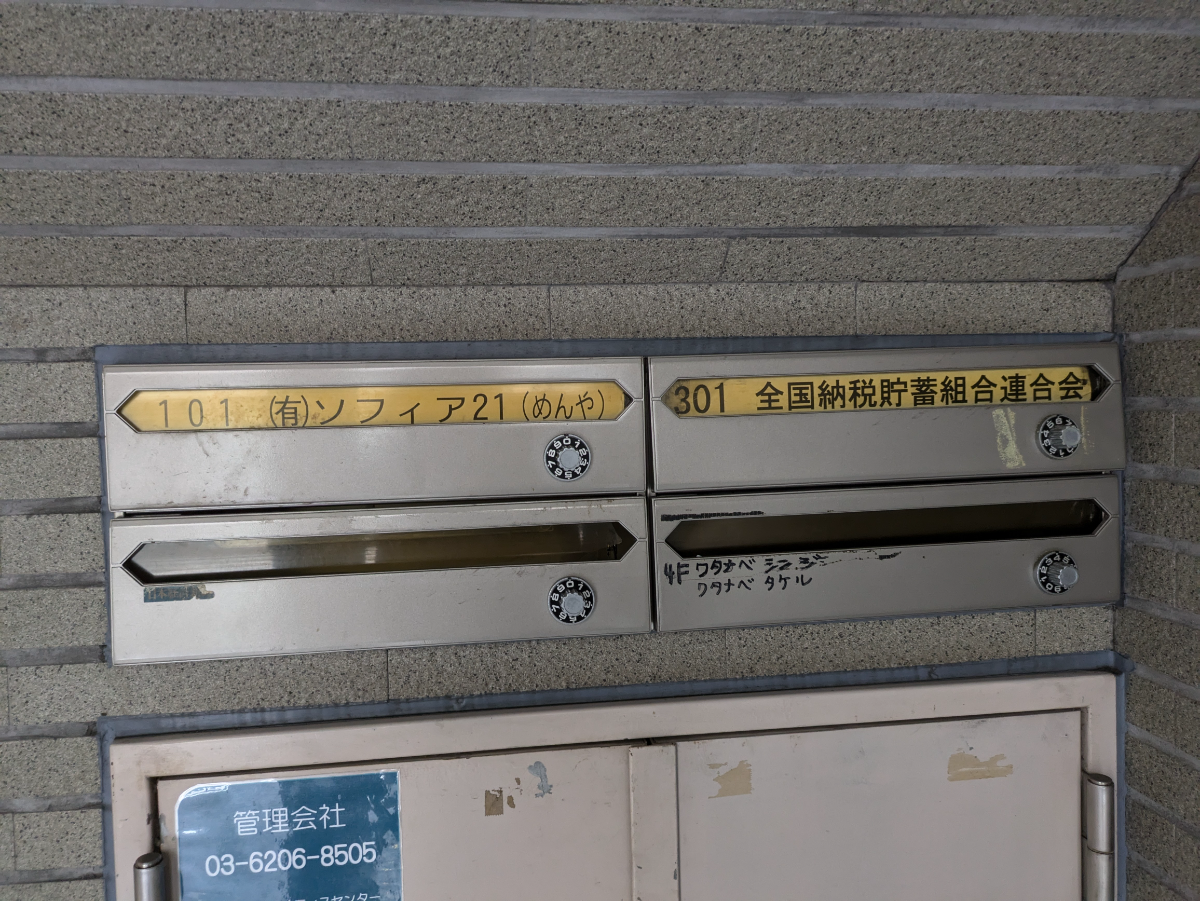 101 (有)ソフィア21(めんや)
301 全国納税貯蓄組合連合会
4F ワタナベ
ワタナベ タケル
管理会社
03-6206-8505